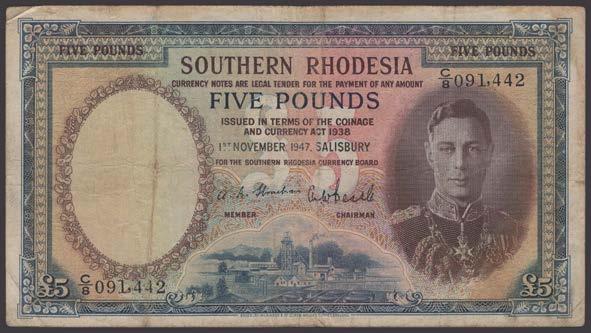 FIVE POUNDS FIVE POUNDS
SOUTHERN RHODESIA
C/8 091,442
CURRENCY NOTES ARE LEGAL TENDER FOR THE PAYMENT OF ANY AMOUNT
FIVE POUNDS
ISSUED IN TERMS OF THE COINAGE
AND CURRENCY ACT 1938
1ST NOVEMBER 1947. SALISBURY
FOR THE SOUTHERN RHODESIA CURRENCY BOARD
MEMBER CHAIRMAN
C/8 091,442
£5 £5